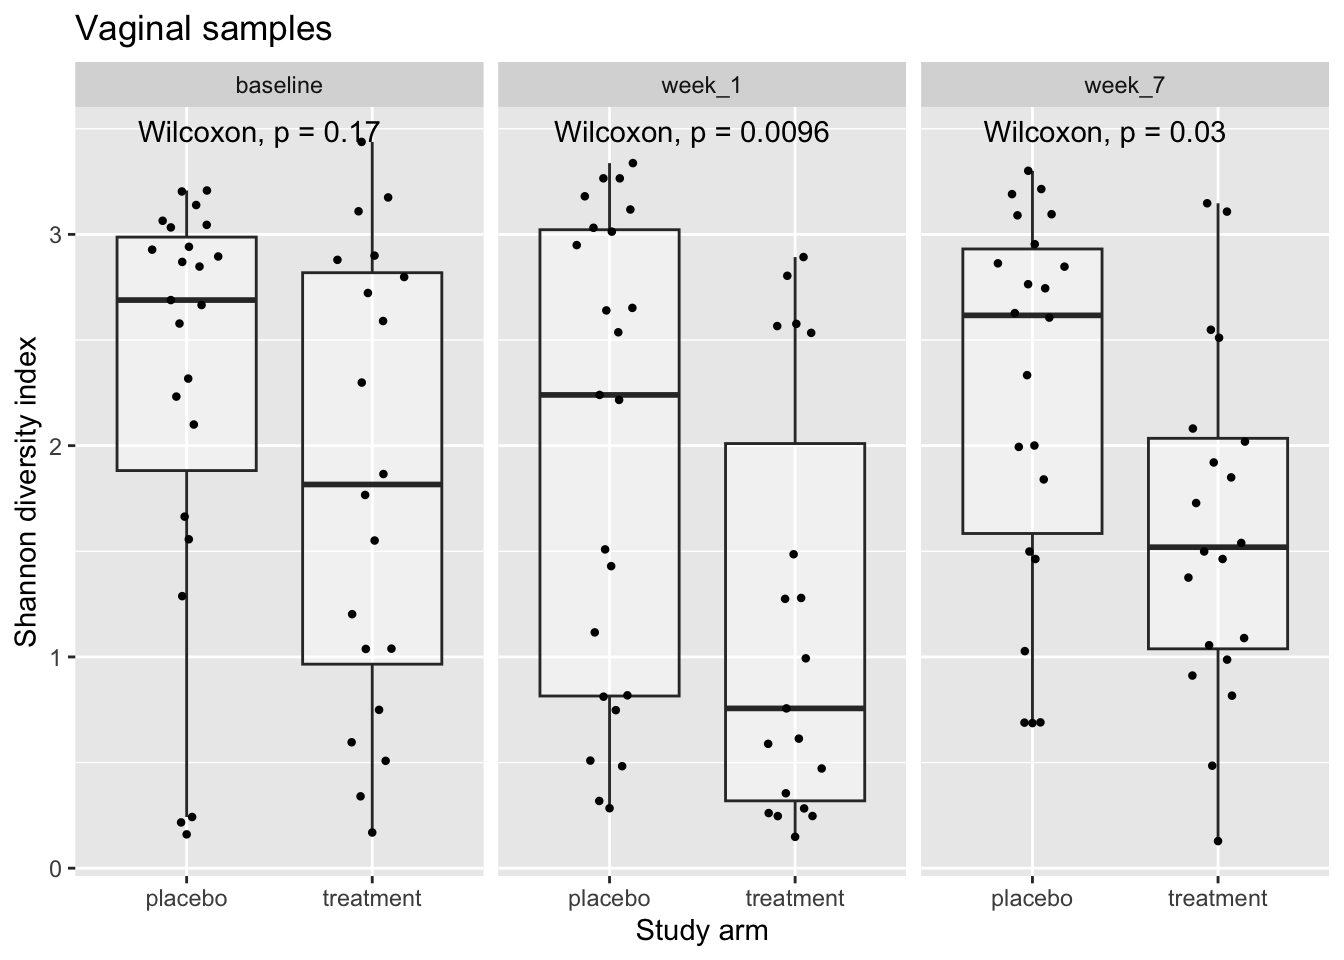 Vaginal samples
baseline
week_1
week_7
Wilcoxon, p = 0.17
Wilcoxon, p = 0.0096
Wilcoxon, p = 0.03
Shannon diversity index
3
2
1
0
placebo
treatment
placebo
treatment
placebo
treatment
Study arm